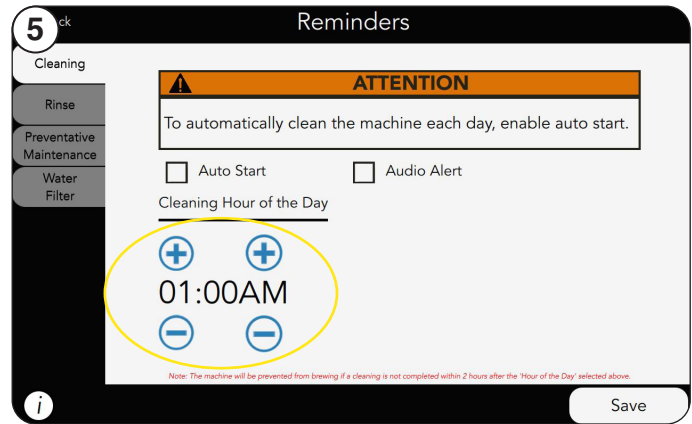 5
ck
Reminders
Cleaning
Rinse
Preventative
Maintenance
Water
Filter
ATTENTION
To automatically clean the machine each day, enable auto start.
Auto Start
Audio Alert
Cleaning Hour of the Day
01:00AM
Note: The machine will be prevented from brewing if a cleaning is not completed within 2 hours after the 'Hour of the Day' selected above.
i
Save